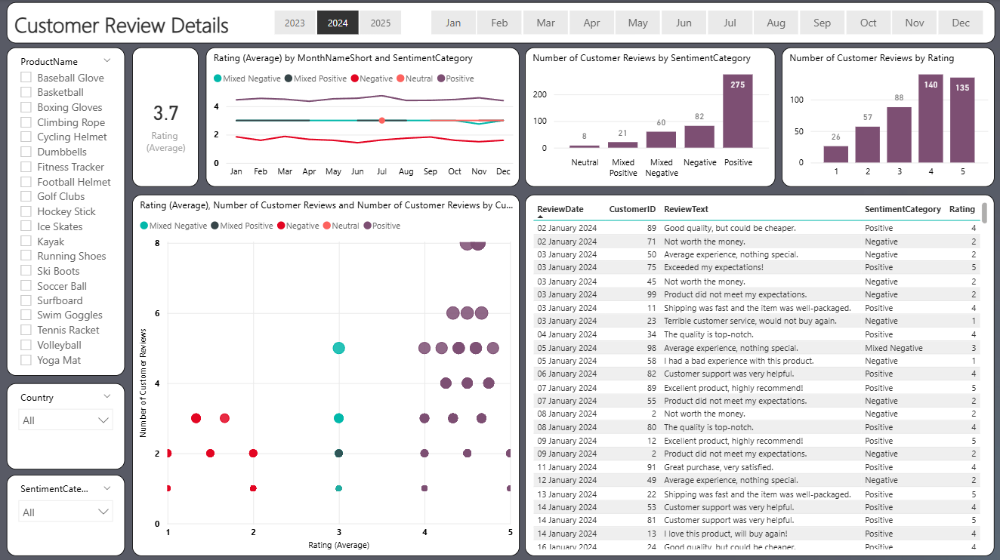 Customer Review Details
2023 2024 2025
Jan Feb Mar Apr May Jun Jul Aug Sep Oct Nov Dec
ProductName
Baseball Glove
Basketball
Boxing Gloves
Climbing Rope
Cycling Helmet
Dumbbells
Fitness Tracker
Football Helmet
Golf Clubs
Hockey Stick
Ice Skates
Kayak
Running Shoes
Ski Boots
Soccer Ball
Surfboard
Swim Goggles
Tennis Racket
Volleyball
Yoga Mat
Country
All
SentimentCate...
All
3.7
Rating
(Average)
Rating (Average) by MonthNameShort and SentimentCategory
Mixed Negative Mixed Positive Negative Neutral Positive
4
2
0
Jan Feb Mar Apr May Jun Jul Aug Sep Oct Nov Dec
Number of Customer Reviews by SentimentCategory
200
100
0
8 21 60 82 275
Neutral Mixed Positive Mixed Negative Negative Positive
Number of Customer Reviews by Rating
100
50
0
26 57 88 140 135
1 2 3 4 5
Rating (Average), Number of Customer Reviews and Number of Customer Reviews by Cu...
Mixed Negative Mixed Positive Negative Neutral Positive
Number of Customer Reviews
8
6
4
2
0
1 2 3 4 5
Rating (Average)
ReviewDate CustomerID ReviewText SentimentCategory Rating
02 January 2024 89 Good quality, but could be cheaper. Positive 4
02 January 2024 71 Not worth the money. Negative 2
03 January 2024 50 Average experience, nothing special. Negative 2
03 January 2024 75 Exceeded my expectations! Positive 5
03 January 2024 45 Not worth the money. Negative 2
03 January 2024 99 Product did not meet my expectations. Negative 2
03 January 2024 11 Shipping was fast and the item was well-packaged. Positive 4
03 January 2024 23 Terrible customer service, would not buy again. Negative 1
04 January 2024 34 The quality is top-notch. Positive 4
05 January 2024 98 Average experience, nothing special. Mixed Negative 3
05 January 2024 58 I had a bad experience with this product. Negative 1
06 January 2024 82 Customer support was very helpful. Positive 4
07 January 2024 89 Excellent product, highly recommend! Positive 5
07 January 2024 55 Product did not meet my expectations. Negative 2
08 January 2024 2 Not worth the money. Negative 2
08 January 2024 80 The quality is top-notch. Positive 4
09 January 2024 12 Excellent product, highly recommend! Positive 5
09 January 2024 2 Product did not meet my expectations. Negative 2
11 January 2024 91 Great purchase, very satisfied. Positive 4
12 January 2024 49 Average experience, nothing special. Negative 2
13 January 2024 22 Shipping was fast and the item was well-packaged. Positive 5
14 January 2024 53 Customer support was very helpful. Positive 4
14 January 2024 81 Customer support was very helpful. Positive 5
14 January 2024 13 I love this product, will buy again! Positive 4
16 January 2024 24 Good quality, but could be cheaper. Positive 4